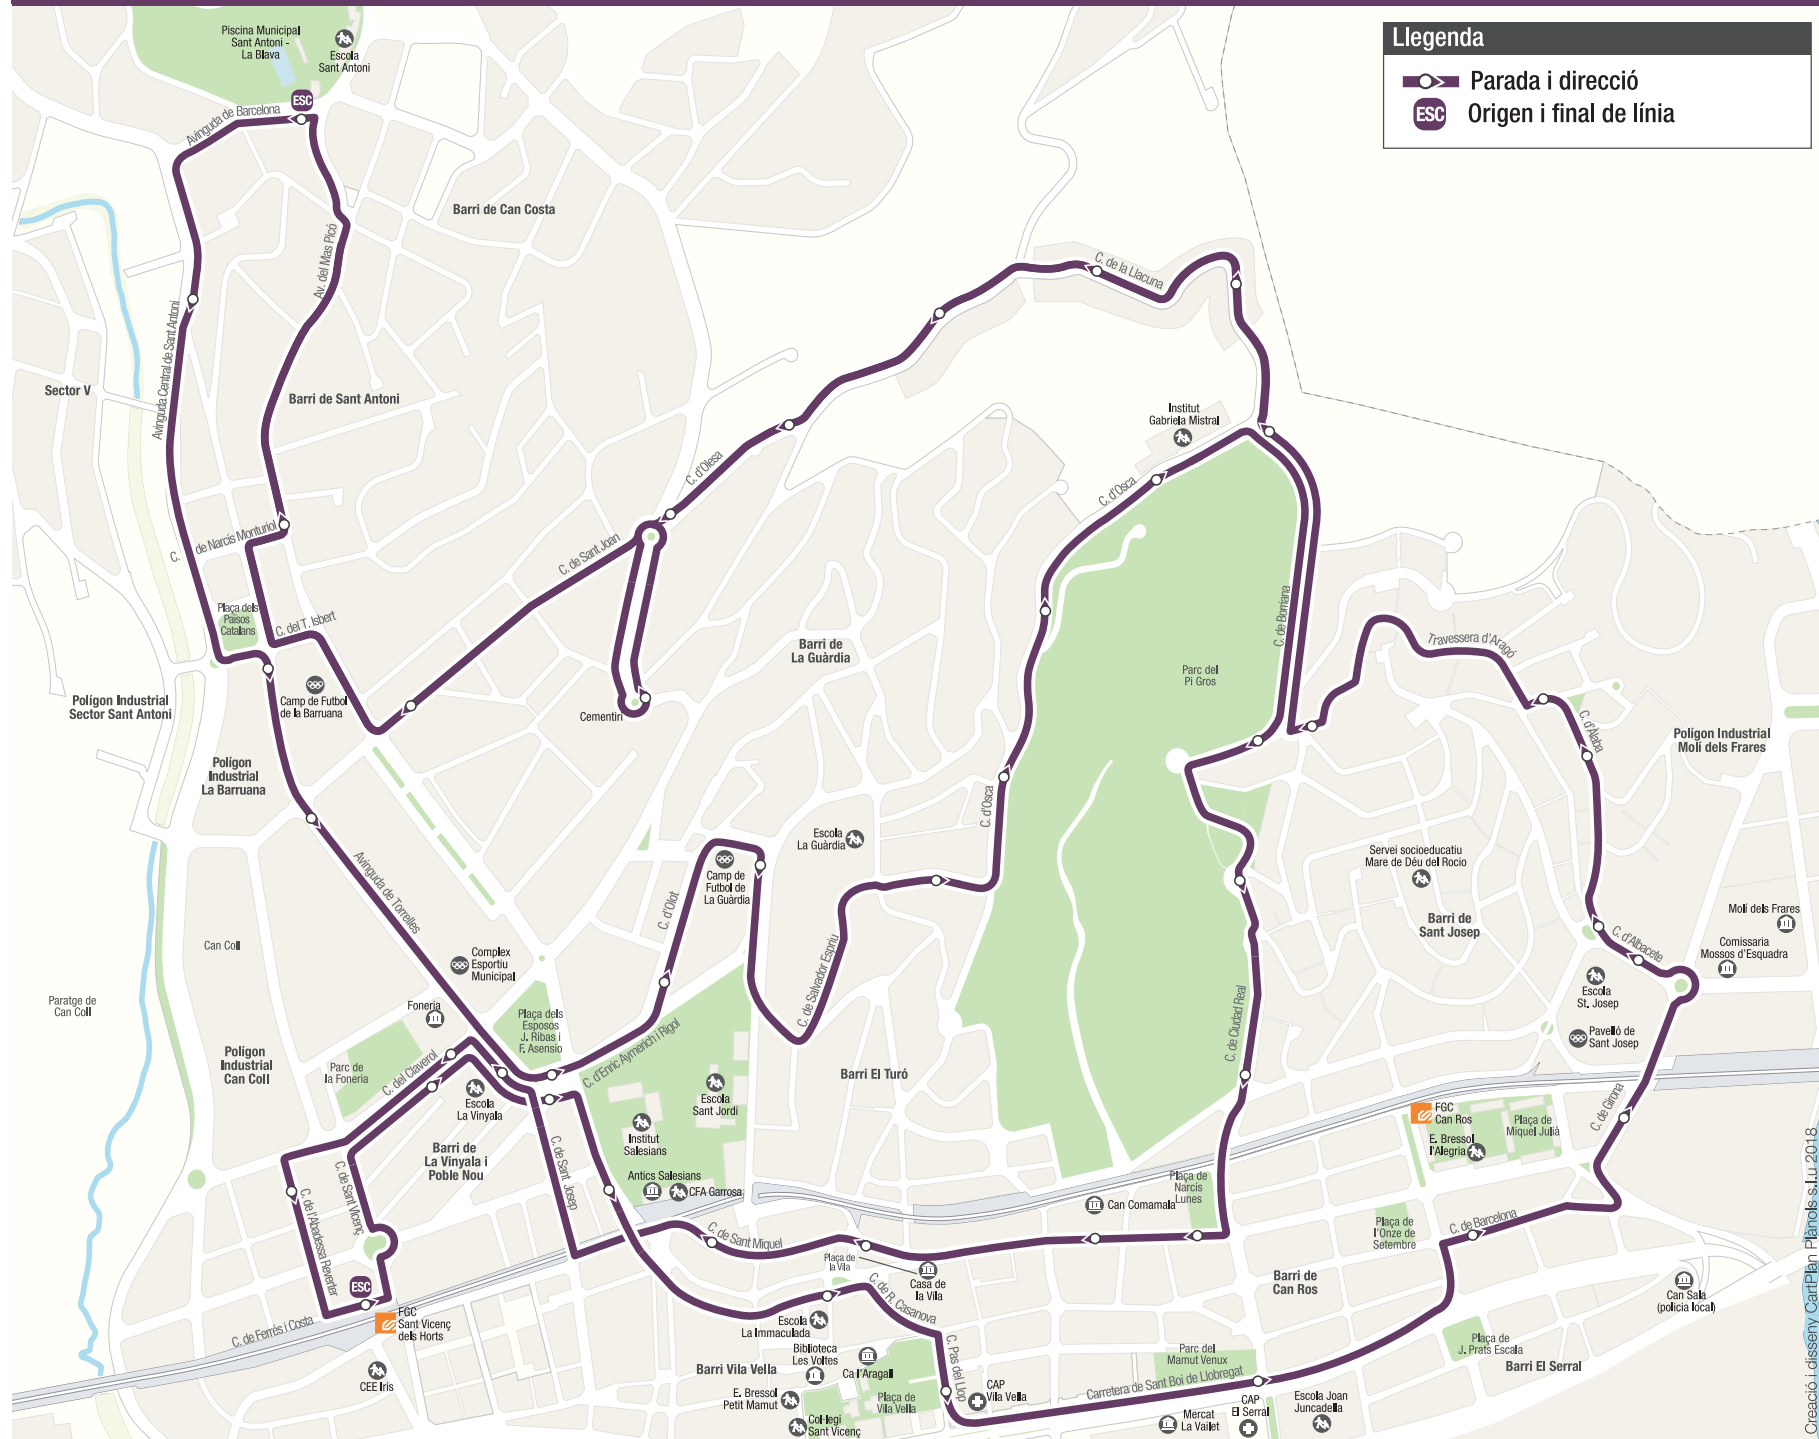 Llegenda
Parada i direcció
ESC
Origen i final de línia
Piscina Municipal
Sant Antoni -
La Blava
Escola
Sant Antoni
ESC
Avinguda de Barcelona
Barri de Can Costa
Av. del Mas Picó
Avinguda Central de Sant Antoni
Sector V
Barri de Sant Antoni
C. de la Llacuna
Institut
Gabriela Mistral
C. d'Olesa
C. d'Osca
C. de Narcís Monturiol
C. de Sant Joan
Plaça dels
Països
Catalans
C. del T. Isbert
Barri de
La Guàrdia
C. de Borriana
Travessera d'Aragó
Parc del
Pi Gros
Polígon Industrial
Sector Sant Antoni
Camp de Futbol
de la Barruana
Cementiri
C. d'Àlaba
Polígon Industrial
Molí dels Frares
Polígon
Industrial
La Barruana
C. d'Osca
Escola
La Guàrdia
Camp de
Futbol de
La Guàrdia
Servei socioeducatiu
Mare de Déu del Rocio
Avinguda de Torrelles
C. d'Olot
Molí dels Frares
Barri de
Sant Josep
C. d'Albacete
Comissaria
Mossos d'Esquadra
Can Coll
Complex
Esportiu
Municipal
C. de Salvador Espriu
Escola
St. Josep
Paratge de
Can Coll
Foneria
Plaça dels
Esposos
J. Ribas i
F. Asensio
C. d'Enric Aymerich i Rigol
C. de Ciudad Real
Pavelló de
Sant Josep
Polígon
Industrial
Can Coll
Parc de
la Foneria
C. del Claverol
Escola
La Vinyala
Escola
Sant Jordi
Barri El Turó
C. de Girona
FGC
Can Ros
Plaça de
Miquel Julià
E. Bressol
l'Alegria
Institut
Salesians
Barri de
La Vinyala i
Poble Nou
C. de Sant Josep
C. de Sant Vicenç
C. de l'Abadessa Reverter
Antics Salesians
CFA Garrosa
Plaça de
Narcís
Lunes
Can Comamala
C. de Sant Miquel
Plaça de
l'Onze de
Setembre
C. de Barcelona
Plaça de
la Vila
Casa de
la Vila
C. de R. Casanova
Barri de
Can Ros
Can Sala
(policia local)
ESC
C. de Ferrés i Costa
FGC
Sant Vicenç
dels Horts
Escola
La Immaculada
Biblioteca
Les Voltes
Ca l'Aragall
C. Pas del Llop
Parc del
Mamut Venux
Plaça de
J. Prats Escala
Barri El Serral
Barri Vila Vella
CEE Iris
E. Bressol
Petit Mamut
Plaça de
Vila Vella
CAP
Vila Vella
Carretera de Sant Boi de Llobregat
Col·legi
Sant Vicenç
Mercat
La Vailet
CAP
El Serral
Escola Joan
Juncadella
Creació i disseny CartPlan Plànols s.l.u 2018